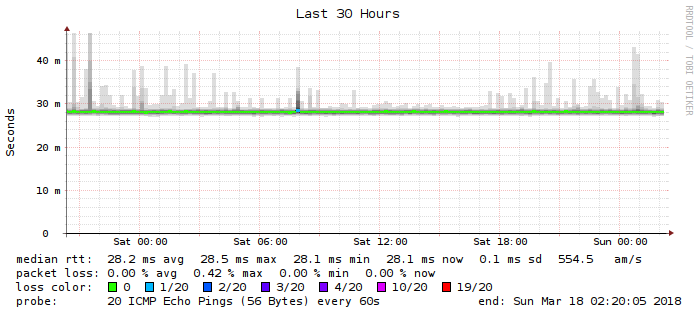 Last 30 Hours
RRDTOOL / TOBI OETIKER
Seconds
40 m
30 m
20 m
10 m
0
Sat 00:00 Sat 06:00 Sat 12:00 Sat 18:00 Sun 00:00
median rtt: 28.2 ms avg 28.5 ms max 28.1 ms min 28.1 ms now 0.1 ms sd 554.5 am/s
packet loss: 0.00 % avg 0.42 % max 0.00 % min 0.00 % now
loss color: 0 1/20 2/20 3/20 4/20 10/20 19/20
probe: 20 ICMP Echo Pings (56 Bytes) every 60s end: Sun Mar 18 02:20:05 2018